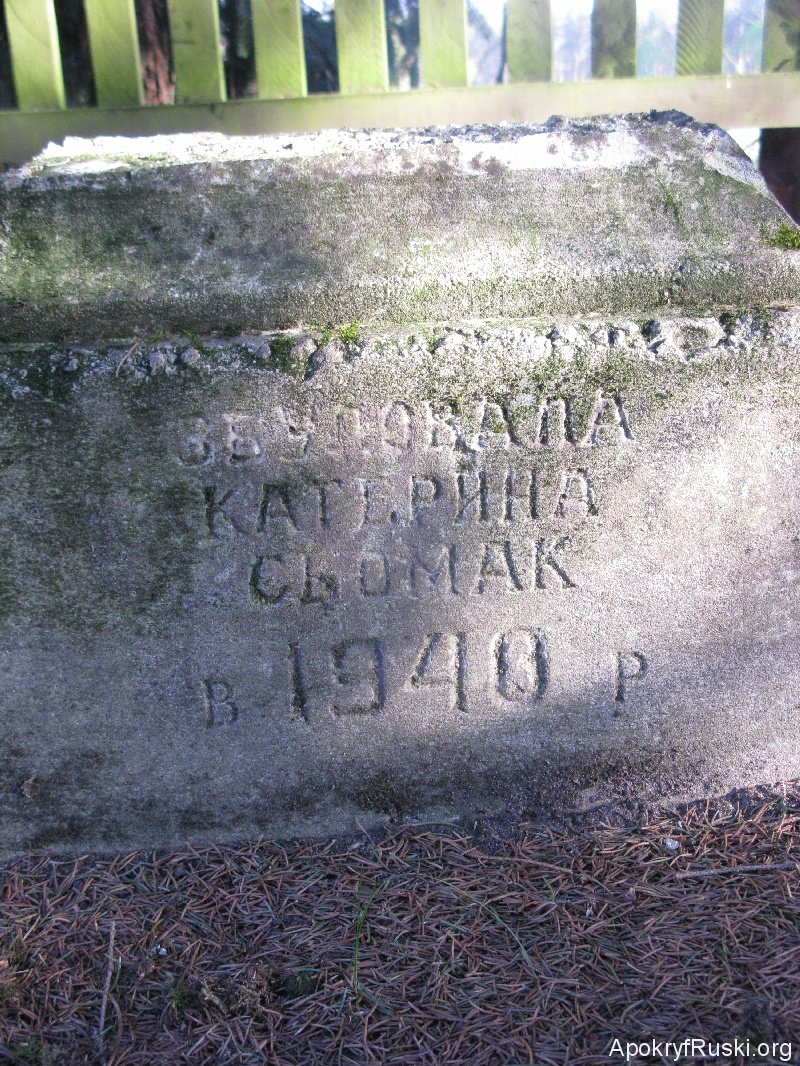 ЗБУДОВАЛА
КАТЕРИНА
СЬОМАК
В 1940 Р
ApokryfRuski.org